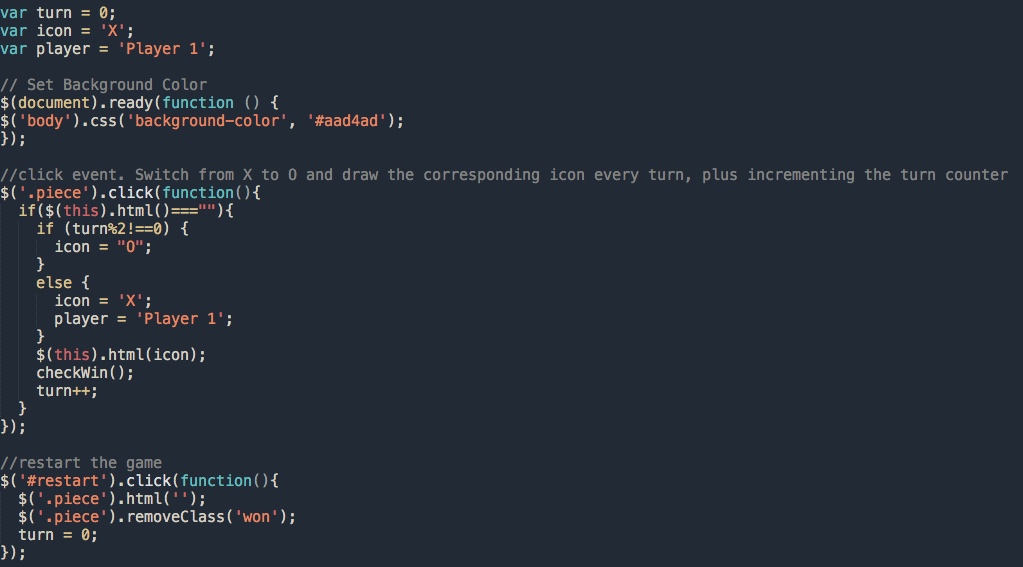 var turn = 0;
var icon = 'X';
var player = 'Player 1';

// Set Background Color
$(document).ready(function () {
$('body').css('background-color', '#aad4ad');
});

//click event. Switch from X to O and draw the corresponding icon every turn, plus incrementing the turn counter
$('.piece').click(function(){
  if($(this).html()===""){
    if (turn%2!==0) {
      icon = "O";
    }
    else {
      icon = 'X';
      player = 'Player 1';
    }
    $(this).html(icon);
    checkWin();
    turn++;
  }
});

//restart the game
$('#restart').click(function(){
  $('.piece').html('');
  $('.piece').removeClass('won');
  turn = 0;
});